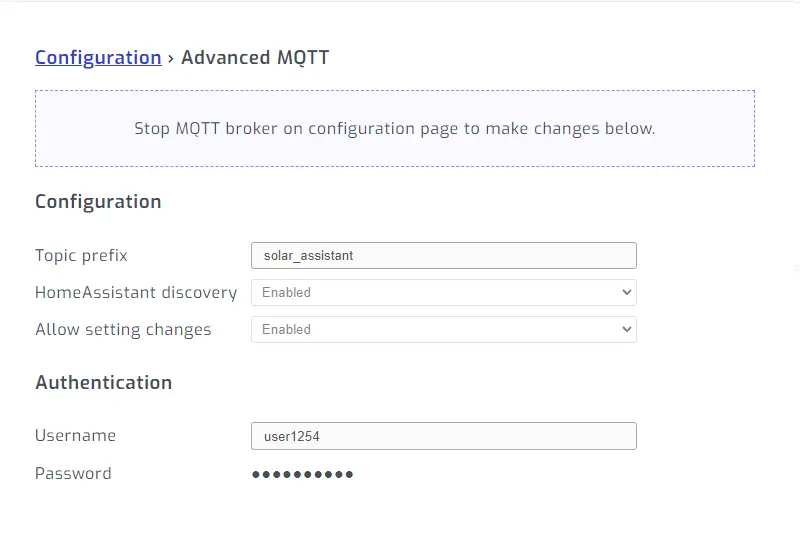 Configuration › Advanced MQTT
Stop MQTT broker on configuration page to make changes below.
Configuration
Topic prefix solar_assistant
HomeAssistant discovery Enabled
Allow setting changes Enabled
Authentication
Username user1254
Password ●●●●●●●●●●